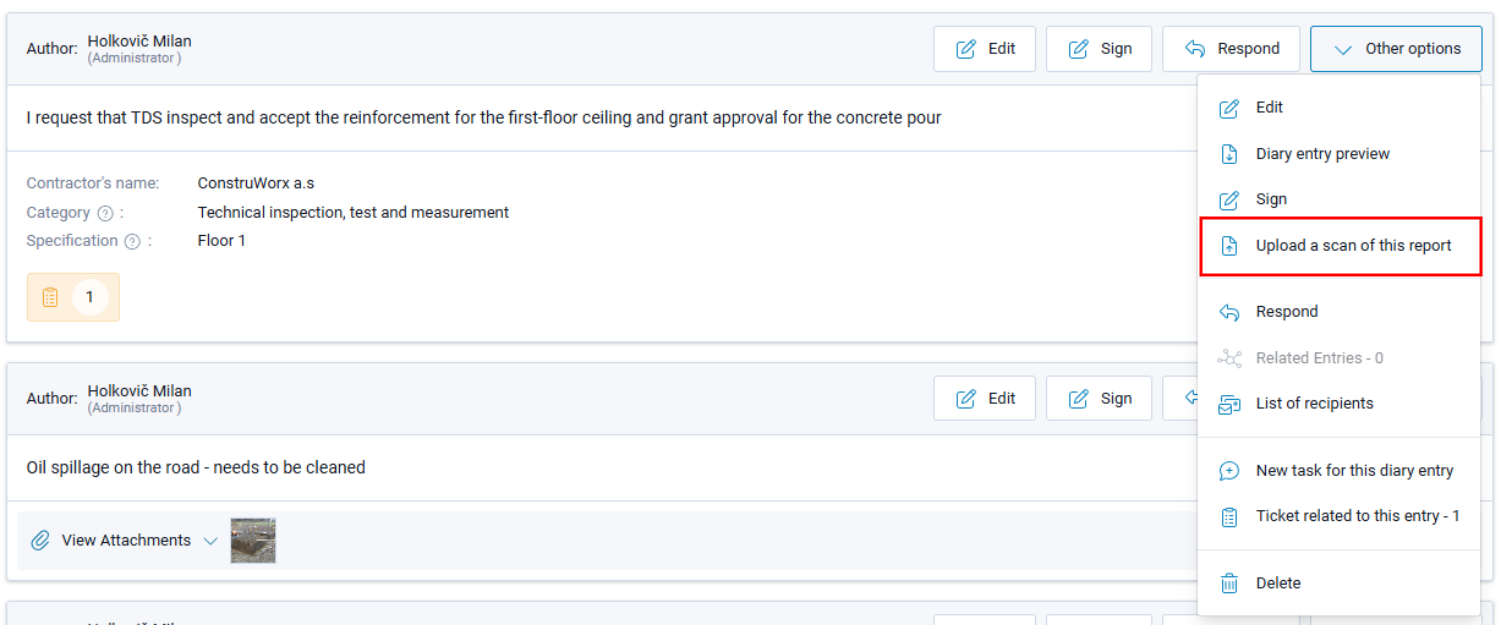 Author: Holkovič Milan
(Administrator )
Edit
Sign
Respond
Other options
I request that TDS inspect and accept the reinforcement for the first-floor ceiling and grant approval for the concrete pour
Contractor's name: ConstruWorx a.s
Category ? : Technical inspection, test and measurement
Specification ? : Floor 1
1
Edit
Diary entry preview
Sign
Upload a scan of this report
Respond
Related Entries - 0
List of recipients
New task for this diary entry
Ticket related to this entry - 1
Delete
Author: Holkovič Milan
(Administrator )
Edit
Sign
Oil spillage on the road - needs to be cleaned
View Attachments